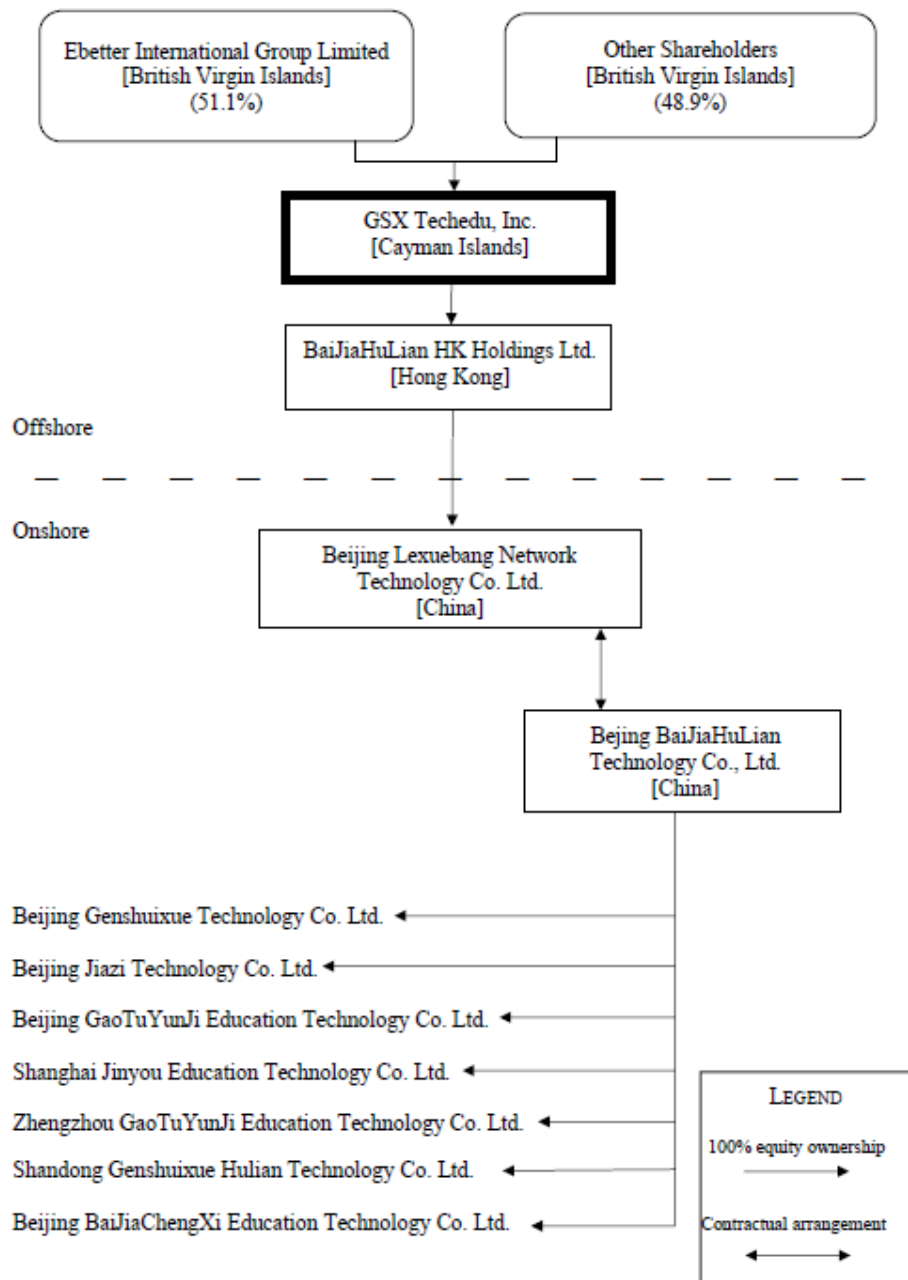 Ebetter International Group Limited
[British Virgin Islands]
(51.1%)
Other Shareholders
[British Virgin Islands]
(48.9%)
GSX Techedu, Inc.
[Cayman Islands]
BaiJiaHuLian HK Holdings Ltd.
[Hong Kong]
Offshore
Onshore
Beijing Lexuebang Network
Technology Co. Ltd.
[China]
Bejing BaiJiaHuLian
Technology Co., Ltd.
[China]
Beijing Genshuixue Technology Co. Ltd.
Beijing Jiazi Technology Co. Ltd.
Beijing GaoTuYunJi Education Technology Co. Ltd.
Shanghai Jinyou Education Technology Co. Ltd.
Zhengzhou GaoTuYunJi Education Technology Co. Ltd.
Shandong Genshuixue Hulian Technology Co. Ltd.
Beijing BaiJiaChengXi Education Technology Co. Ltd.
LEGEND
100% equity ownership
Contractual arrangement